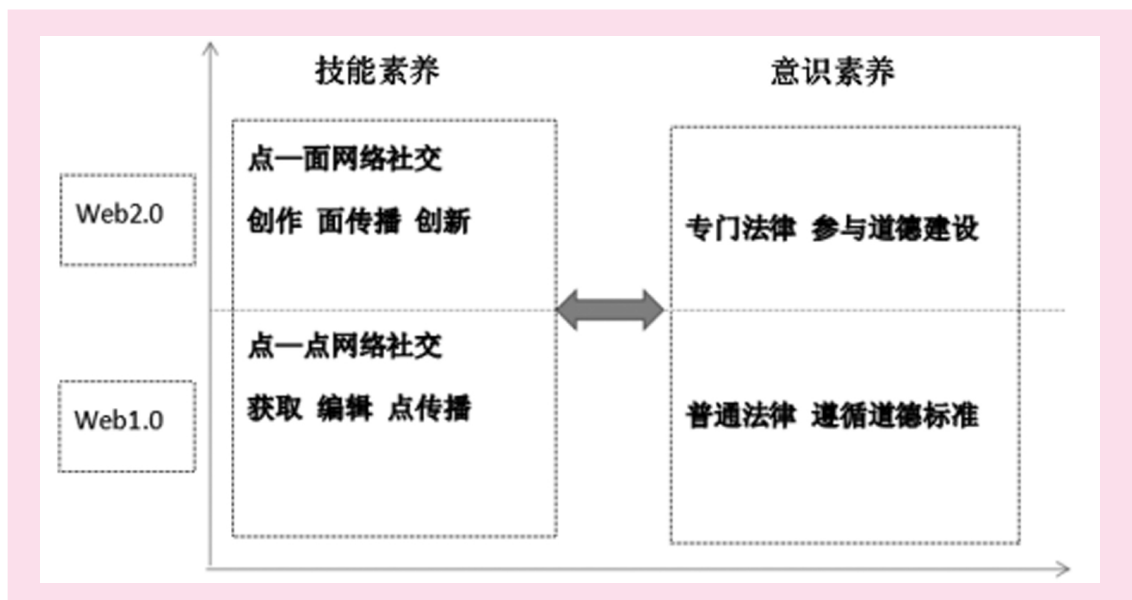 技能素养
意识素养
Web2.0
点—面网络社交
创作 面传播 创新
专门法律 参与道德建设
Web1.0
点—点网络社交
获取 编辑 点传播
普通法律 遵循道德标准